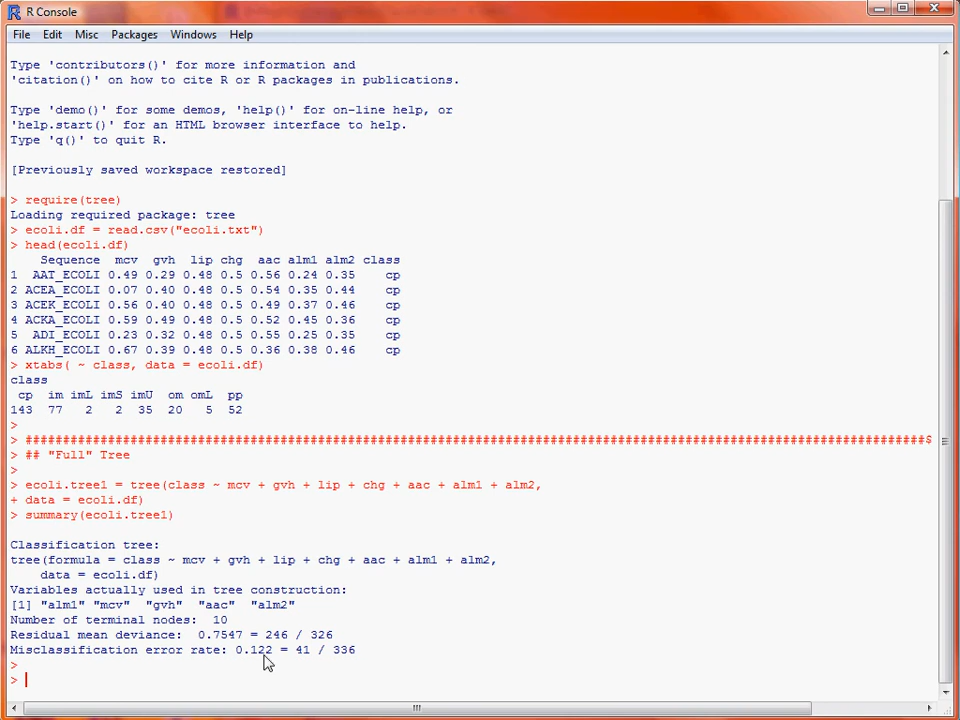 R Console
File Edit Misc Packages Windows Help
Type 'contributors()' for more information and
'citation()' on how to cite R or R packages in publications.
Type 'demo()' for some demos, 'help()' for on-line help, or
'help.start()' for an HTML browser interface to help.
Type 'q()' to quit R.
[Previously saved workspace restored]
> require(tree)
Loading required package: tree
> ecoli.df = read.csv("ecoli.txt")
> head(ecoli.df)
Sequence mcv gvh lip chg aac alm1 alm2 class
1 AAT_ECOLI 0.49 0.29 0.48 0.5 0.56 0.24 0.35 cp
2 ACEA_ECOLI 0.07 0.40 0.48 0.5 0.54 0.35 0.44 cp
3 ACEK_ECOLI 0.56 0.40 0.48 0.5 0.49 0.37 0.46 cp
4 ACKA_ECOLI 0.59 0.49 0.48 0.5 0.52 0.45 0.36 cp
5 ADI_ECOLI 0.23 0.32 0.48 0.5 0.55 0.25 0.35 cp
6 ALKH_ECOLI 0.67 0.39 0.48 0.5 0.36 0.38 0.46 cp
> xtabs( ~ class, data = ecoli.df)
class
cp im imL imS imU om omL pp
143 77 2 2 35 20 5 52
>
> ########################################################################################################################$
> ## "Full" Tree
>
> ecoli.tree1 = tree(class ~ mcv + gvh + lip + chg + aac + alm1 + alm2,
+ data = ecoli.df)
> summary(ecoli.tree1)
Classification tree:
tree(formula = class ~ mcv + gvh + lip + chg + aac + alm1 + alm2,
data = ecoli.df)
Variables actually used in tree construction:
[1] "alm1" "mcv" "gvh" "aac" "alm2"
Number of terminal nodes: 10
Residual mean deviance: 0.7547 = 246 / 326
Misclassification error rate: 0.122 = 41 / 336
>
>